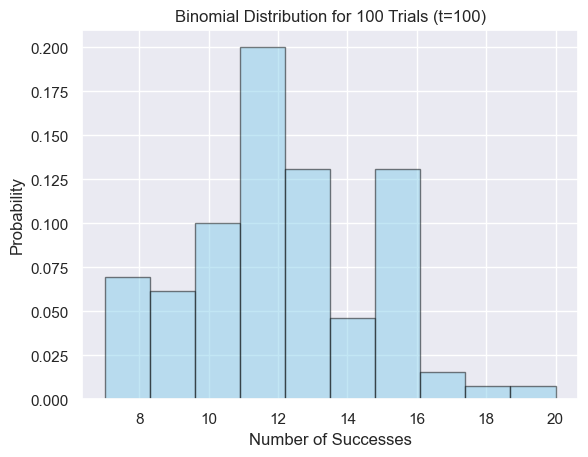 Binomial Distribution for 100 Trials (t=100)
Probability
0.200
0.175
0.150
0.125
0.100
0.075
0.050
0.025
0.000
8 10 12 14 16 18 20
Number of Successes